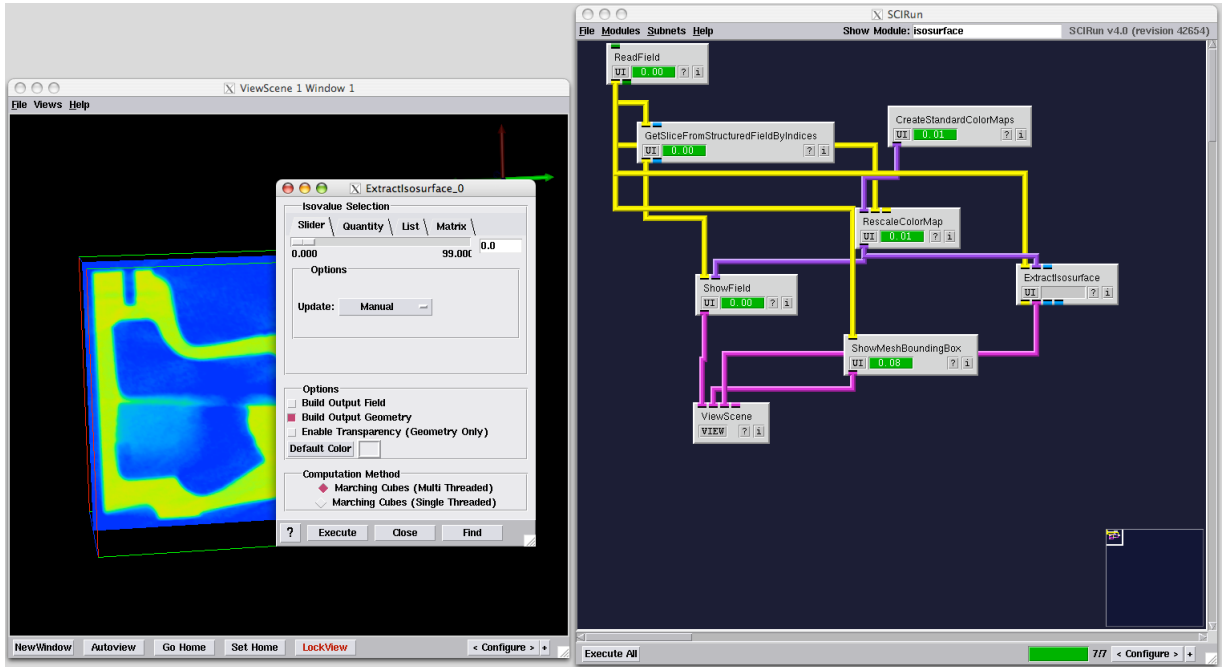 SCIRun
File Modules Subnets Help
Show Module: isosurface
SCIRun v4.0 (revision 42654)
ReadField
UI 0.00 ? i
CreateStandardColorMaps
UI 0.01 ? i
GetSliceFromStructuredFieldByIndices
UI 0.00 ? i
RescaleColorMap
UI 0.01 ? i
ShowField
UI 0.00 ? i
ExtractIsosurface
UI ? i
ShowMeshBoundingBox
UI 0.08 ? i
ViewScene
VIEW ? i
Execute All
7/7 < Configure > +
ViewScene 1 Window 1
File Views Help
ExtractIsosurface_0
Isovalue Selection
Slider Quantity List Matrix
0.0
0.000 99.000
Options
Update: Manual
Options
Build Output Field
Build Output Geometry
Enable Transparency (Geometry Only)
Default Color
Computation Method
Marching Cubes (Multi Threaded)
Marching Cubes (Single Threaded)
? Execute Close Find
NewWindow Autoview Go Home Set Home LockView < Configure > +